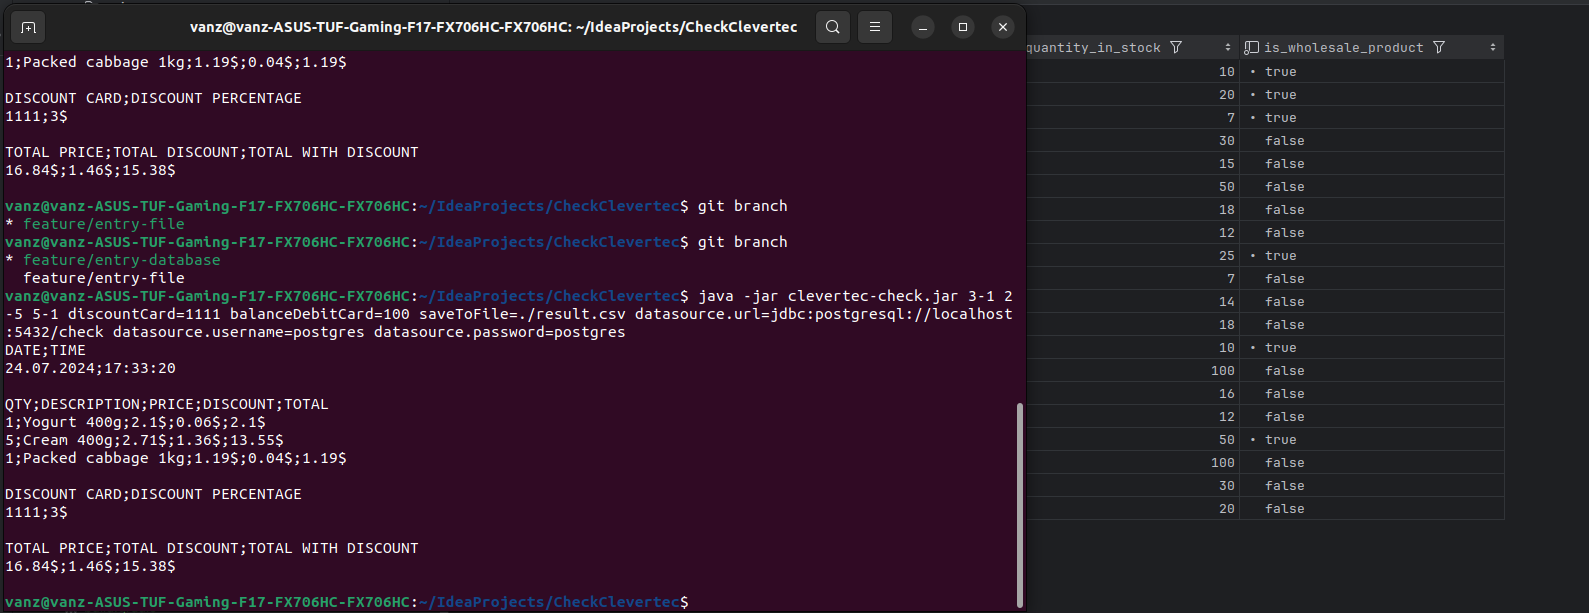 vanz@vanz-ASUS-TUF-Gaming-F17-FX706HC-FX706HC: ~/IdeaProjects/CheckClevertec
1;Packed cabbage 1kg;1.19$;0.04$;1.19$
DISCOUNT CARD;DISCOUNT PERCENTAGE
1111;3$
TOTAL PRICE;TOTAL DISCOUNT;TOTAL WITH DISCOUNT
16.84$;1.46$;15.38$
vanz@vanz-ASUS-TUF-Gaming-F17-FX706HC-FX706HC:~/IdeaProjects/CheckClevertec$ git branch
* feature/entry-file
vanz@vanz-ASUS-TUF-Gaming-F17-FX706HC-FX706HC:~/IdeaProjects/CheckClevertec$ git branch
* feature/entry-database
feature/entry-file
vanz@vanz-ASUS-TUF-Gaming-F17-FX706HC-FX706HC:~/IdeaProjects/CheckClevertec$ java -jar clevertec-check.jar 3-1 2
-5 5-1 discountCard=1111 balanceDebitCard=100 saveToFile=./result.csv datasource.url=jdbc:postgresql://localhost
:5432/check datasource.username=postgres datasource.password=postgres
DATE;TIME
24.07.2024;17:33:20
QTY;DESCRIPTION;PRICE;DISCOUNT;TOTAL
1;Yogurt 400g;2.1$;0.06$;2.1$
5;Cream 400g;2.71$;1.36$;13.55$
1;Packed cabbage 1kg;1.19$;0.04$;1.19$
DISCOUNT CARD;DISCOUNT PERCENTAGE
1111;3$
TOTAL PRICE;TOTAL DISCOUNT;TOTAL WITH DISCOUNT
16.84$;1.46$;15.38$
vanz@vanz-ASUS-TUF-Gaming-F17-FX706HC-FX706HC:~/IdeaProjects/CheckClevertec$
quantity_in_stock is_wholesale_product
10 • true
20 • true
7 • true
30 false
15 false
50 false
18 false
12 false
25 • true
7 false
14 false
18 false
10 • true
100 false
16 false
12 false
50 • true
100 false
30 false
20 false